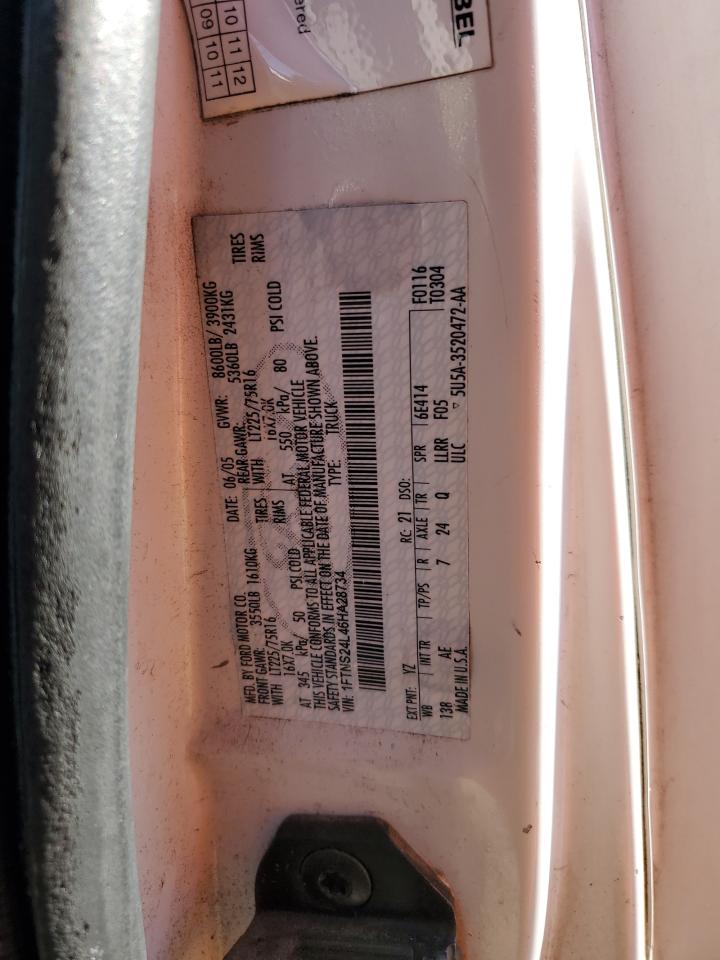 BEL
ered
10 11 12
09 10 11
MFD. BY FORD MOTOR CO. DATE: 06/05 GVWR: 8600LB/ 3900KG
FRONT GAWR: 3550LB 1610KG REAR GAWR: 5360LB 2431KG
WITH LT225/75R16 TIRES WITH LT225/75R16 TIRES
16X7.0K RIMS 16X7.0K RIMS
AT 345 kPa/ 50 PSI COLD AT 550 kPa/ 80 PSI COLD
THIS VEHICLE CONFORMS TO ALL APPLICABLE FEDERAL MOTOR VEHICLE
SAFETY STANDARDS IN EFFECT ON THE DATE OF MANUFACTURE SHOWN ABOVE.
VIN: 1FTNS24L46HA28734 TYPE: TRUCK
F0116
T0304
EXT PNT: YZ RC: 21 DSO:
WB INT TR TP/PS R AXLE TR SPR 6E414
138 AE 7 24 Q LLRR F05
MADE IN U.S.A. ULC
▽ 5U5A-3520472-AA